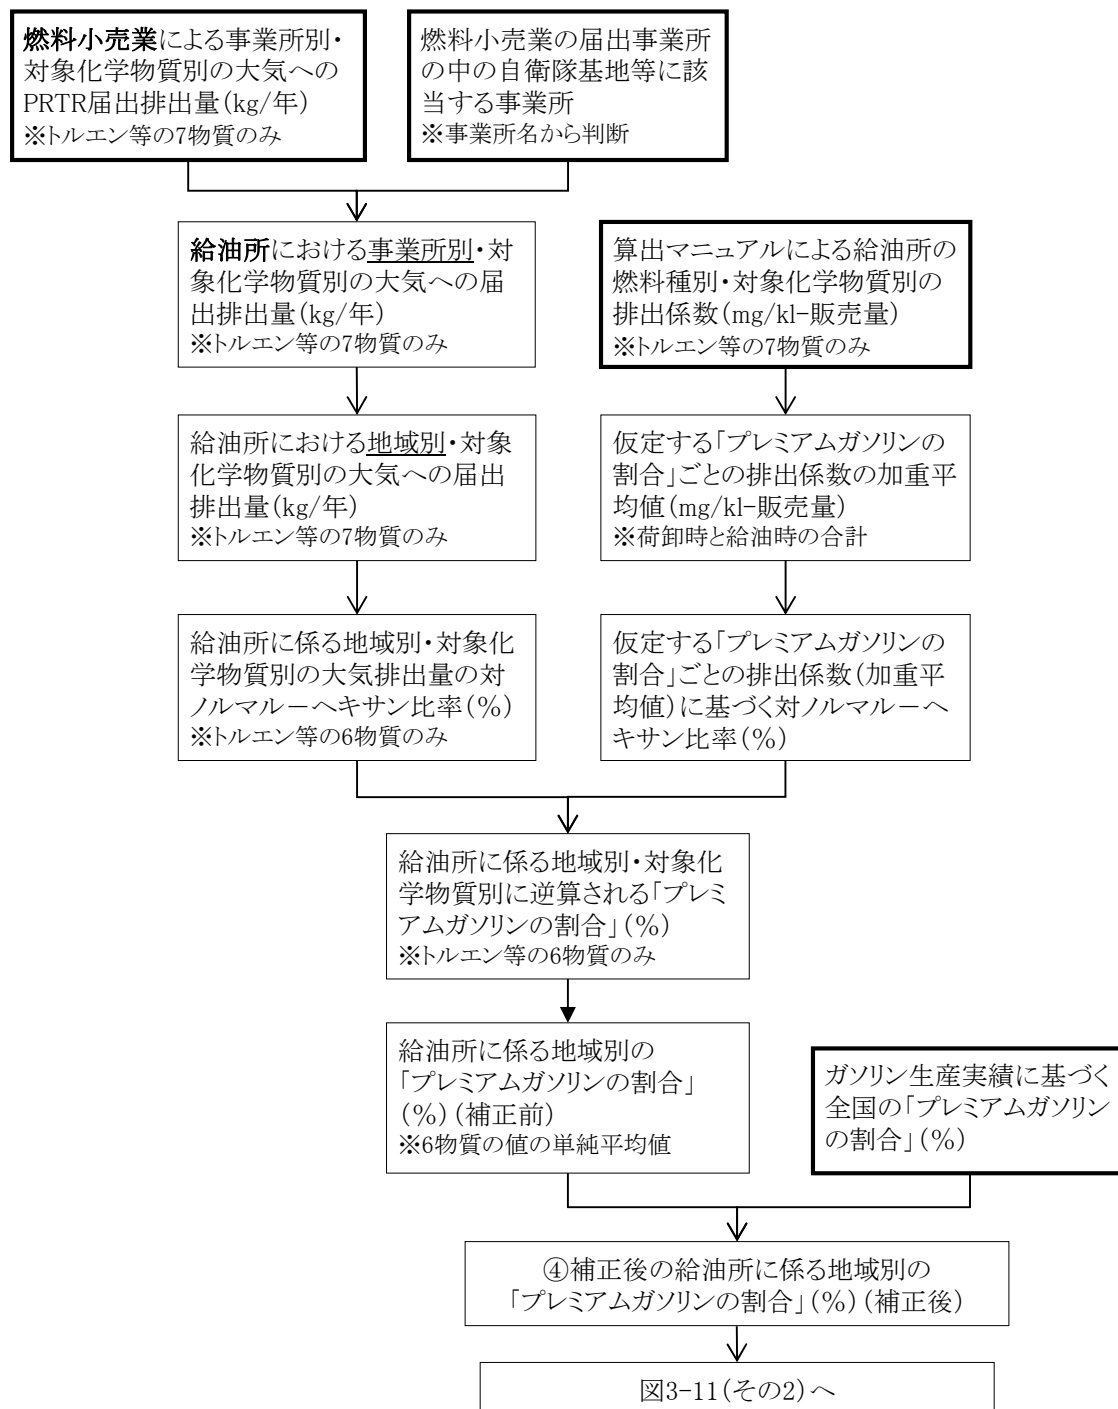 燃料小売業による事業所別・
対象化学物質別の大気への
PRTR届出排出量(kg/年)
※トルエン等の7物質のみ
燃料小売業の届出事業所
の中の自衛隊基地等に該
当する事業所
※事業所名から判断
給油所における事業所別・対
象化学物質別の大気への届
出排出量(kg/年)
※トルエン等の7物質のみ
算出マニュアルによる給油所の
燃料種別・対象化学物質別の
排出係数(mg/kl-販売量)
※トルエン等の7物質のみ
給油所における地域別・対象
化学物質別の大気への届出
排出量(kg/年)
※トルエン等の7物質のみ
仮定する「プレミアムガソリンの
割合」ごとの排出係数の加重平
均値(mg/kl-販売量)
※荷卸時と給油時の合計
給油所に係る地域別・対象化
学物質別の大気排出量の対
ノルマル－ヘキサン比率(%)
※トルエン等の6物質のみ
仮定する「プレミアムガソリンの
割合」ごとの排出係数(加重平
均値)に基づく対ノルマル－ヘ
キサン比率(%)
給油所に係る地域別・対象化
学物質別に逆算される「プレミ
アムガソリンの割合」(%)
※トルエン等の6物質のみ
給油所に係る地域別の
「プレミアムガソリンの割合」
(%)(補正前)
※6物質の値の単純平均値
ガソリン生産実績に基づく
全国の「プレミアムガソリン
の割合」(%)
④補正後の給油所に係る地域別の
「プレミアムガソリンの割合」(%)(補正後)
図3-11(その2)へ